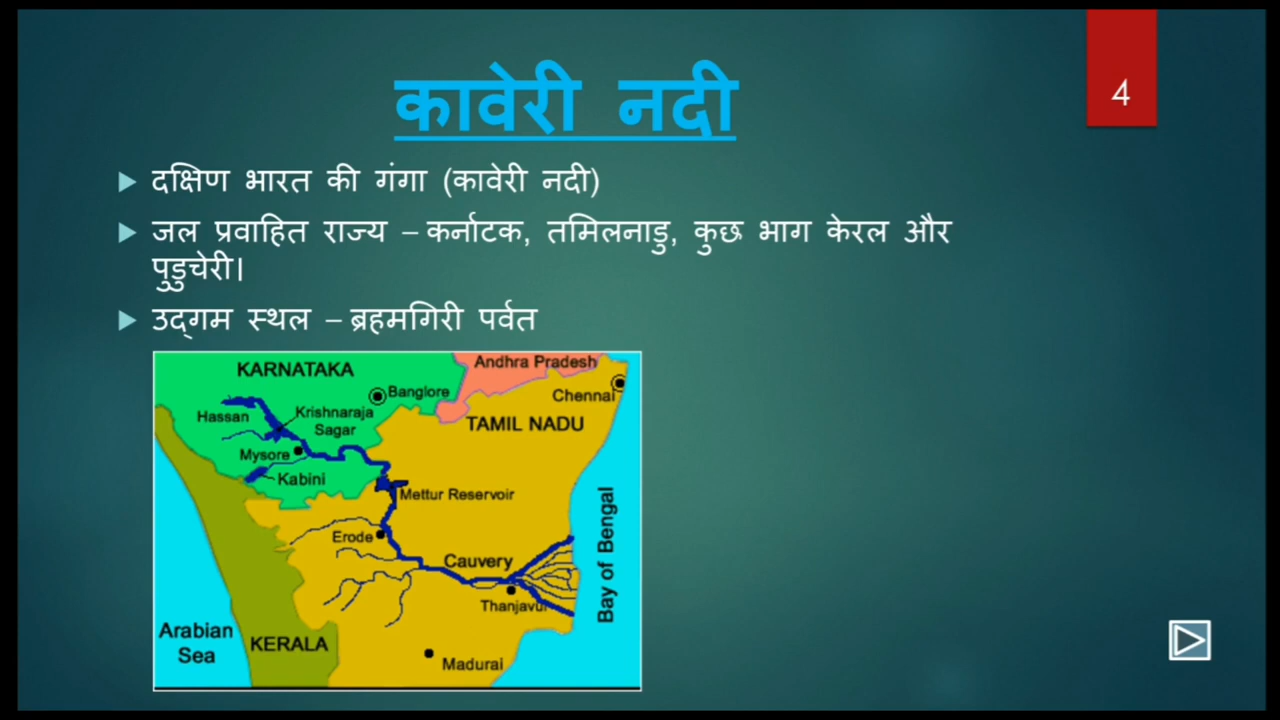 कावेरी नदी
4
दक्षिण भारत की गंगा (कावेरी नदी)
जल प्रवाहित राज्य – कर्नाटक, तमिलनाडु, कुछ भाग केरल और
पुडुचेरी।
उद्गम स्थल – ब्रहमगिरी पर्वत
KARNATAKA
Andhra Pradesh
Banglore
Chennai
Hassan
Krishnaraja
Sagar
TAMIL NADU
Mysore
Kabini
Mettur Reservoir
Erode
Cauvery
Bay of Bengal
Thanjavur
Arabian
Sea
KERALA
Madurai